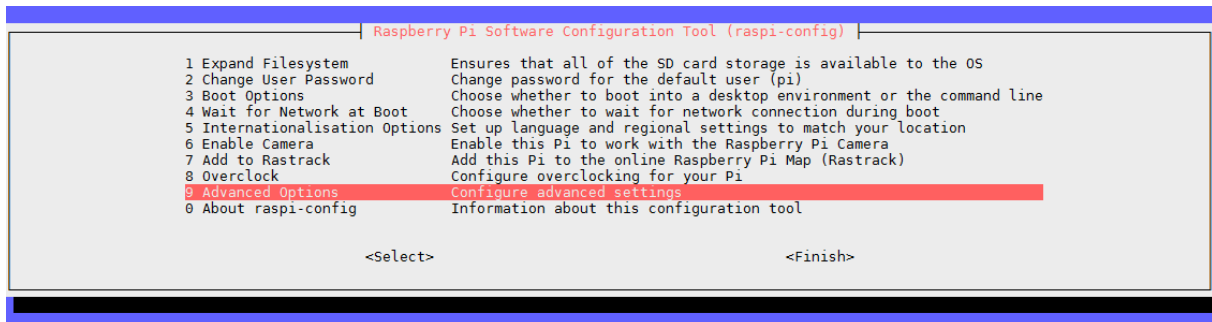 Raspberry Pi Software Configuration Tool (raspi-config)
1 Expand Filesystem Ensures that all of the SD card storage is available to the OS
2 Change User Password Change password for the default user (pi)
3 Boot Options Choose whether to boot into a desktop environment or the command line
4 Wait for Network at Boot Choose whether to wait for network connection during boot
5 Internationalisation Options Set up language and regional settings to match your location
6 Enable Camera Enable this Pi to work with the Raspberry Pi Camera
7 Add to Rastrack Add this Pi to the online Raspberry Pi Map (Rastrack)
8 Overclock Configure overclocking for your Pi
9 Advanced Options Configure advanced settings
0 About raspi-config Information about this configuration tool
<Select> <Finish>